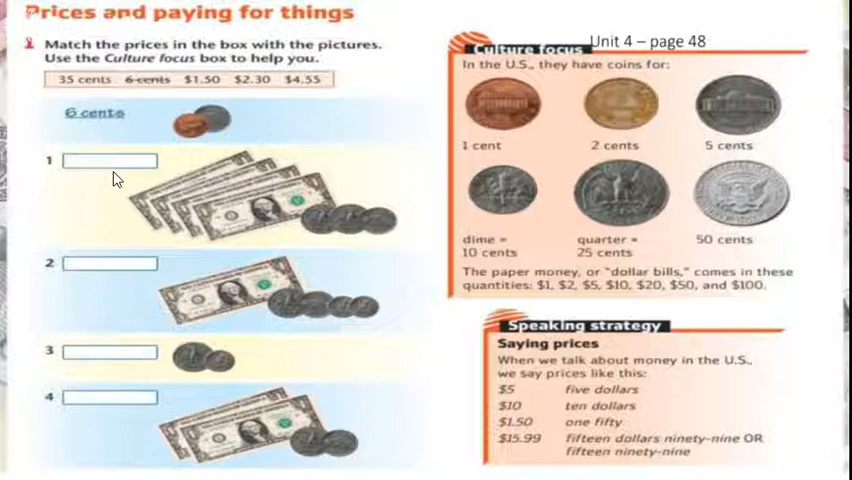 Prices and paying for things
Unit 4 – page 48
1 Match the prices in the box with the pictures.
Use the Culture focus box to help you.
35 cents 6 cents $1.50 $2.30 $4.55
6 cents
1
2
3
4
Culture focus
In the U.S., they have coins for:
1 cent 2 cents 5 cents
dime = quarter = 50 cents
10 cents 25 cents
The paper money, or "dollar bills," comes in these
quantities: $1, $2, $5, $10, $20, $50, and $100.
Speaking strategy
Saying prices
When we talk about money in the U.S.,
we say prices like this:
$5 five dollars
$10 ten dollars
$1.50 one fifty
$15.99 fifteen dollars ninety-nine OR
fifteen ninety-nine